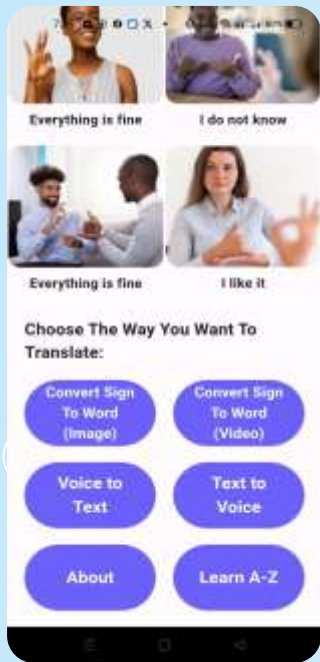 Everything is fine
I do not know
Everything is fine
I like it
Choose The Way You Want To
Translate:
Convert Sign
To Word
(Image)
Convert Sign
To Word
(Video)
Voice to
Text
Text to
Voice
About
Learn A-Z